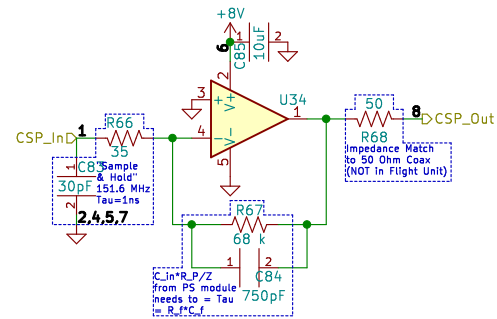 +8V
6
C85
1
10uF
2
2
3
+
V+
U34
1
-
V-
4
5
CSP_In
1
R66
35
C83
1
30pF
2
"Sample
& Hold"
151.6 MHz
Tau=1ns
2,4,5,7
50
R68
8
CSP_Out
Impedance Match
to 50 Ohm Coax
(NOT in Flight Unit)
R67
68 k
1
2
C84
750pF
C_in*R_P/Z
from PS module
needs to = Tau
= R_f*C_f